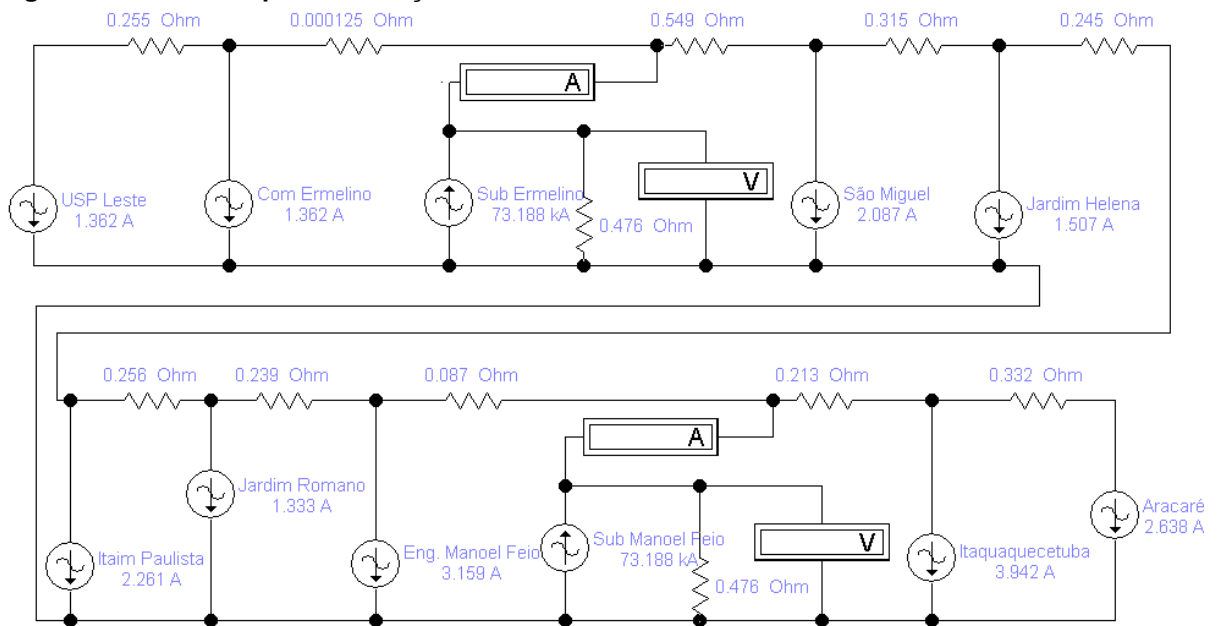 0.255 Ohm
0.000125 Ohm
0.549 Ohm
0.315 Ohm
0.245 Ohm
A
V
USP Leste
1.362 A
Com Ermelino
1.362 A
Sub Ermelino
73.188 kA
0.476 Ohm
São Miguel
2.087 A
Jardim Helena
1.507 A
0.256 Ohm
0.239 Ohm
0.087 Ohm
0.213 Ohm
0.332 Ohm
A
Jardim Romano
1.333 A
V
Itaim Paulista
2.261 A
Eng. Manoel Feio
3.159 A
Sub Manoel Feio
73.188 kA
0.476 Ohm
Itaquaquecetuba
3.942 A
Aracaré
2.638 A